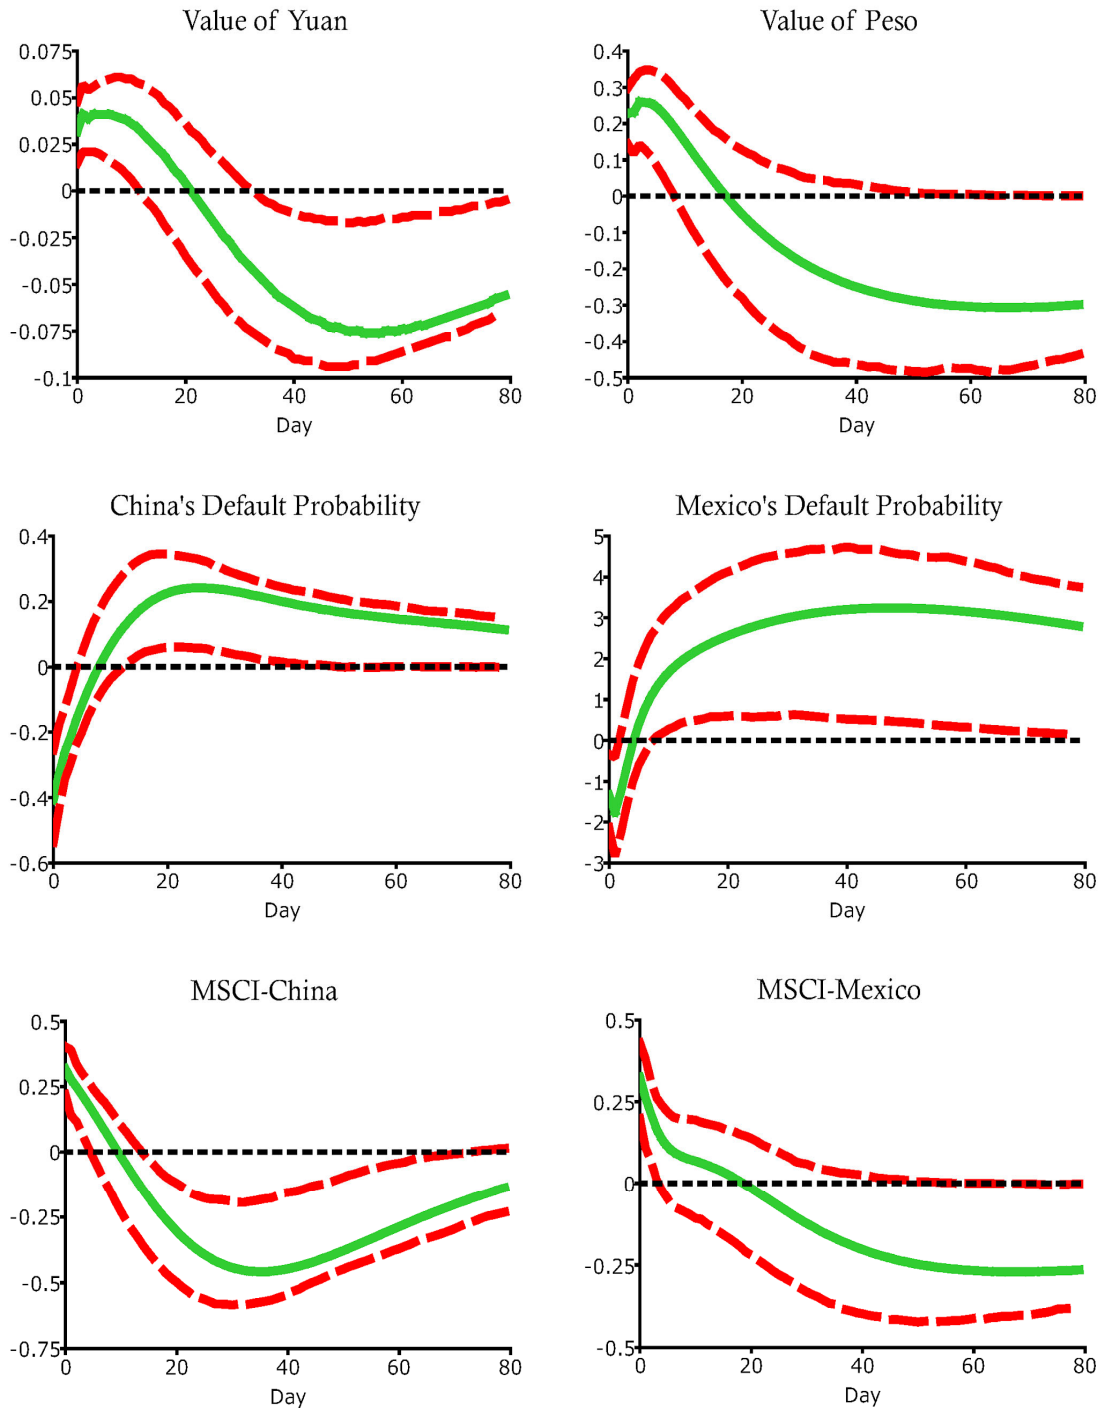 Value of Yuan
0.075
0.05
0.025
0
-0.025
-0.05
-0.075
-0.1
0 20 40 60 80
Day
Value of Peso
0.4
0.3
0.2
0.1
0
-0.1
-0.2
-0.3
-0.4
-0.5
0 20 40 60 80
Day
China's Default Probability
0.4
0.2
0
-0.2
-0.4
-0.6
0 20 40 60 80
Day
Mexico's Default Probability
5
4
3
2
1
0
-1
-2
-3
0 20 40 60 80
Day
MSCI-China
0.5
0.25
0
-0.25
-0.5
-0.75
0 20 40 60 80
Day
MSCI-Mexico
0.5
0.25
0
-0.25
-0.5
0 20 40 60 80
Day